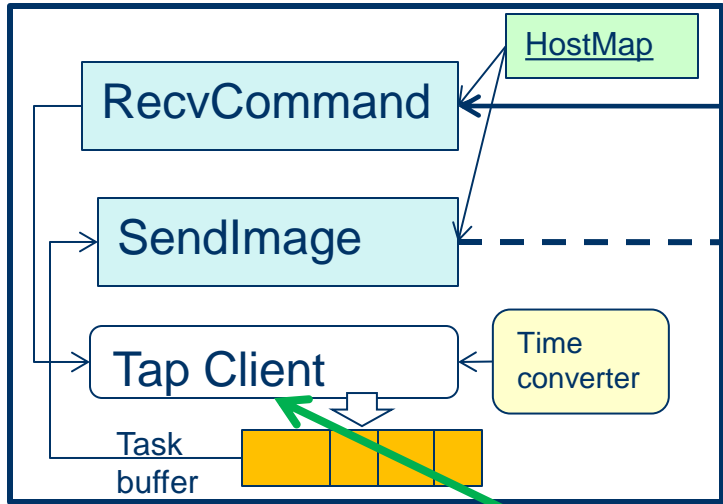 HostMap
RecvCommand
SendImage
Tap Client
Time
converter
Task
buffer